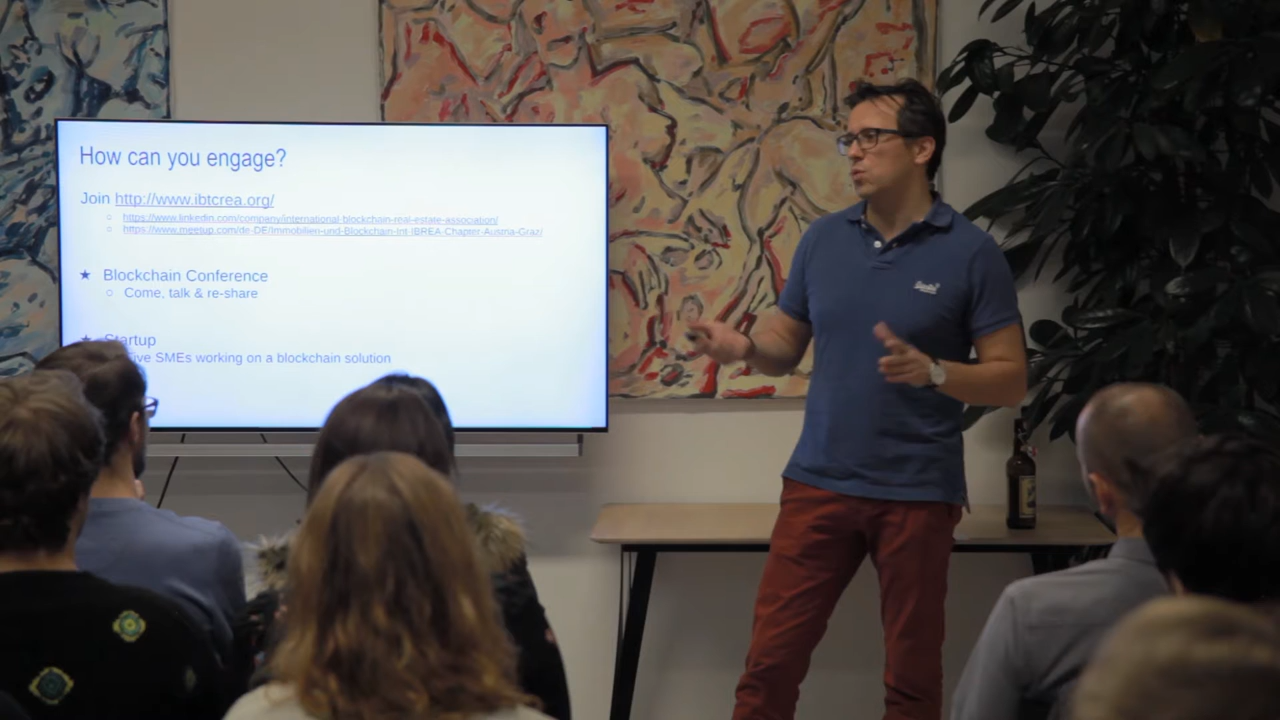 How can you engage?
Join http://www.ibtcrea.org/
https://www.linkedin.com/company/international-blockchain-real-estate-association/
https://www.meetup.com/de-DE/Immobilien-und-Blockchain-Int-IBREA-Chapter-Austria-Graz/
★ Blockchain Conference
Come, talk & re-share
Startup
SMEs working on a blockchain solution